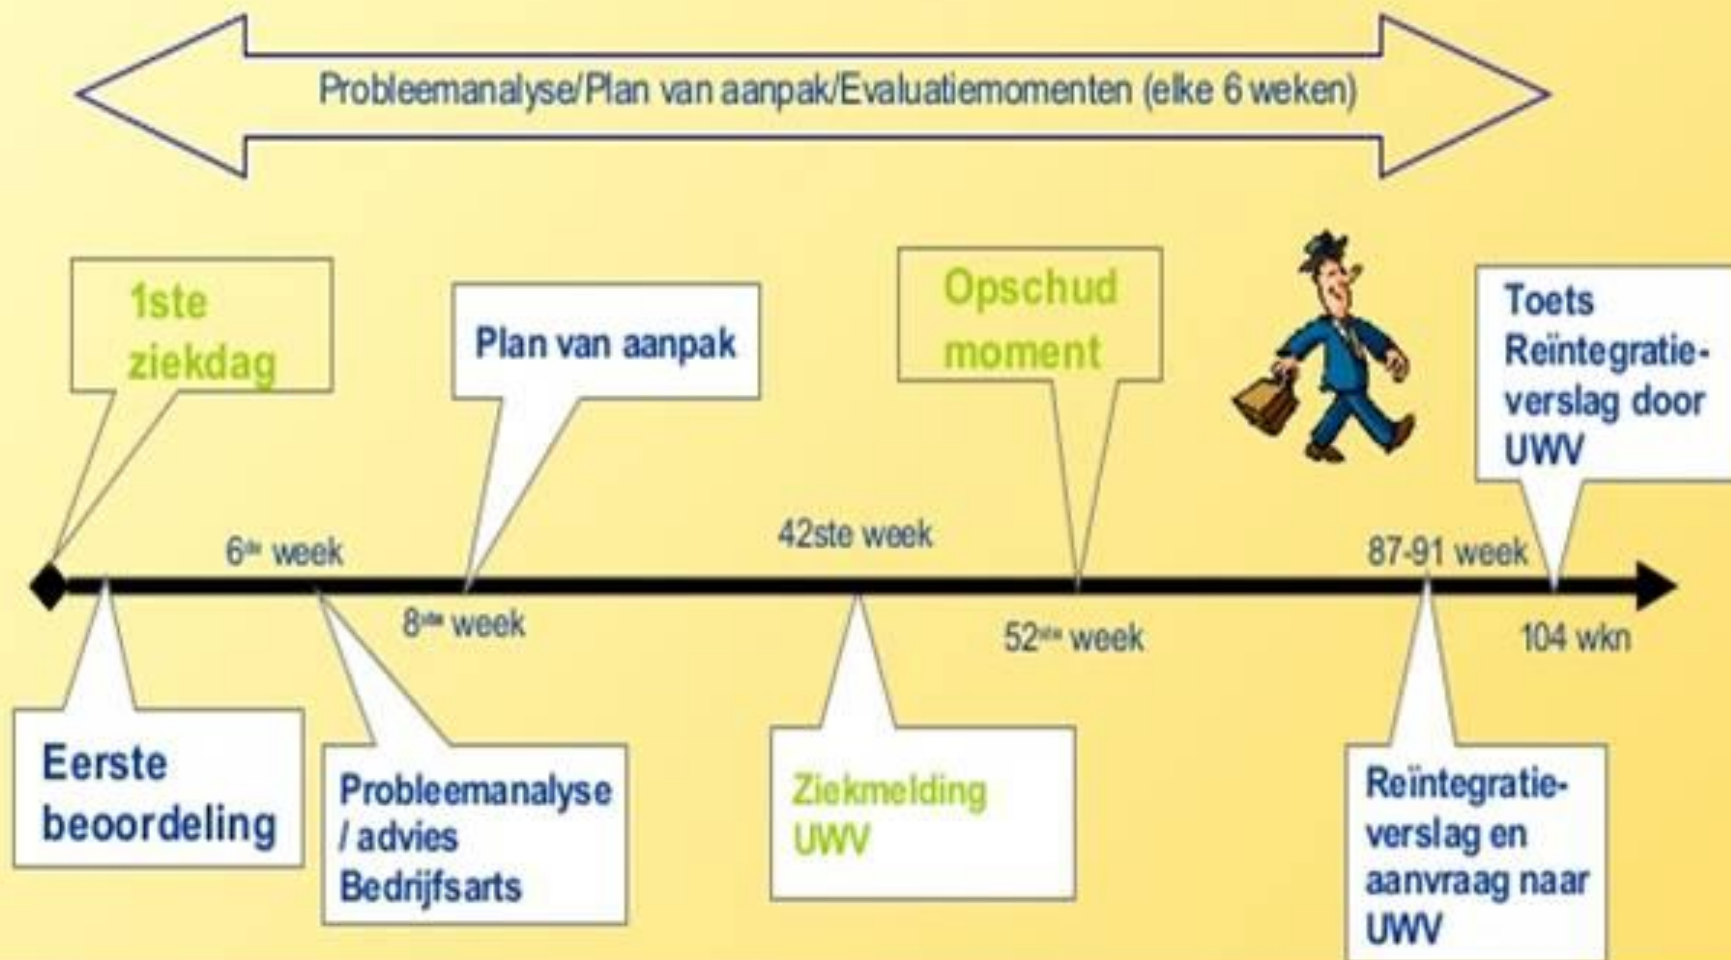 Probleemanalyse/Plan van aanpak/Evaluatiemomenten (elke 6 weken)
1ste
ziekdag
Plan van aanpak
Opschud
moment
Toets
Reïntegratie-
verslag door
UWV
6de week
8ste week
42ste week
52ste week
87-91 week
104 wkn
Eerste
beoordeling
Probleemanalyse
/ advies
Bedrijfsarts
Ziekmelding
UWV
Reïntegratie-
verslag en
aanvraag naar
UWV